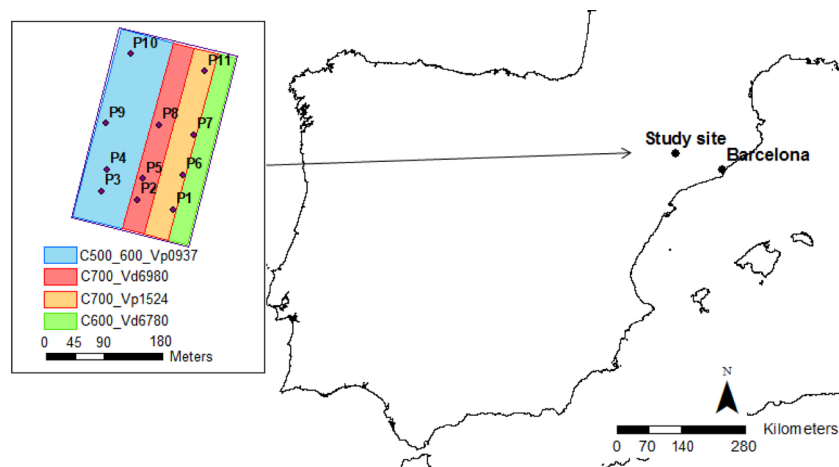 P10
P11
P9
P8
P7
P4
P5
P6
P3
P2
P1
C500_600_Vp0937
C700_Vd6980
C700_Vp1524
C600_Vd6780
0 45 90 180
Meters
Study site
Barcelona
N
Kilometers
0 70 140 280